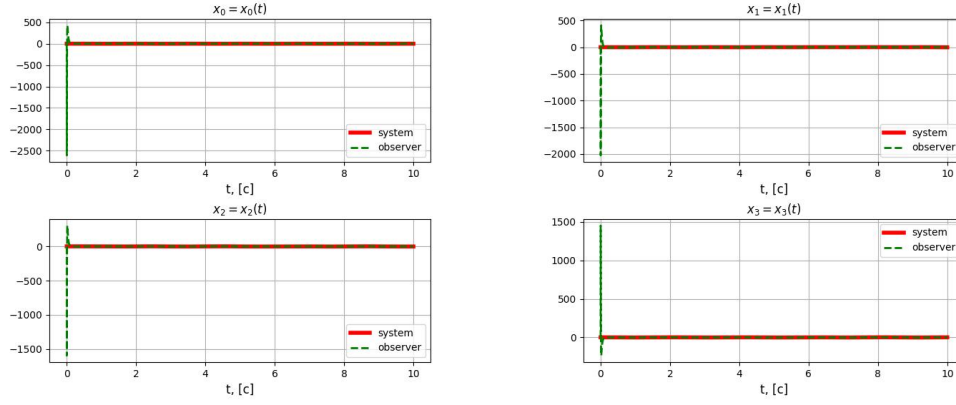 x₀ = x₀(t)
500
0
−500
−1000
−1500
−2000
−2500
system
observer
0 2 4 6 8 10
t, [c]
x₁ = x₁(t)
500
0
−500
−1000
−1500
−2000
system
observer
0 2 4 6 8 10
t, [c]
x₂ = x₂(t)
0
−500
−1000
−1500
system
observer
0 2 4 6 8 10
t, [c]
x₃ = x₃(t)
1500
1000
500
0
system
observer
0 2 4 6 8 10
t, [c]